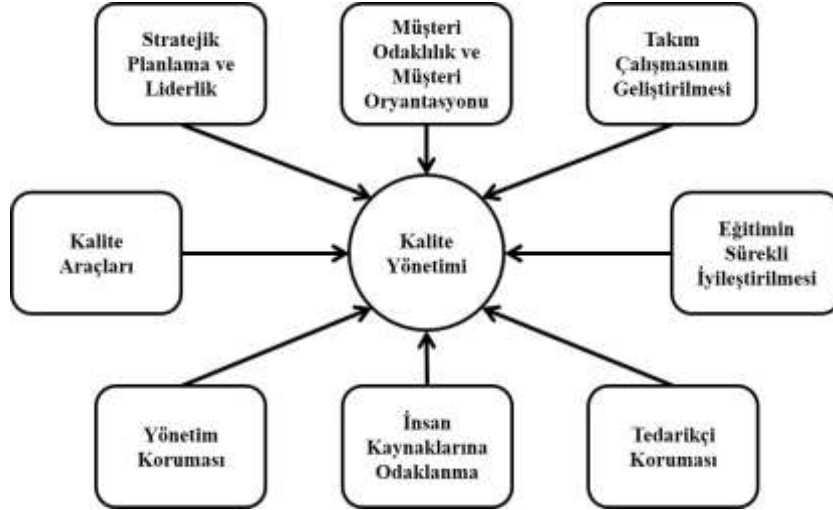 Stratejik
Planlama ve
Liderlik
Müşteri
Odaklılık ve
Müşteri
Oryantasyonu
Takım
Çalışmasının
Geliştirilmesi
Kalite
Araçları
Kalite
Yönetimi
Eğitimin
Sürekli
İyileştirilmesi
Yönetim
Koruması
İnsan
Kaynaklarına
Odaklanma
Tedarikçi
Koruması